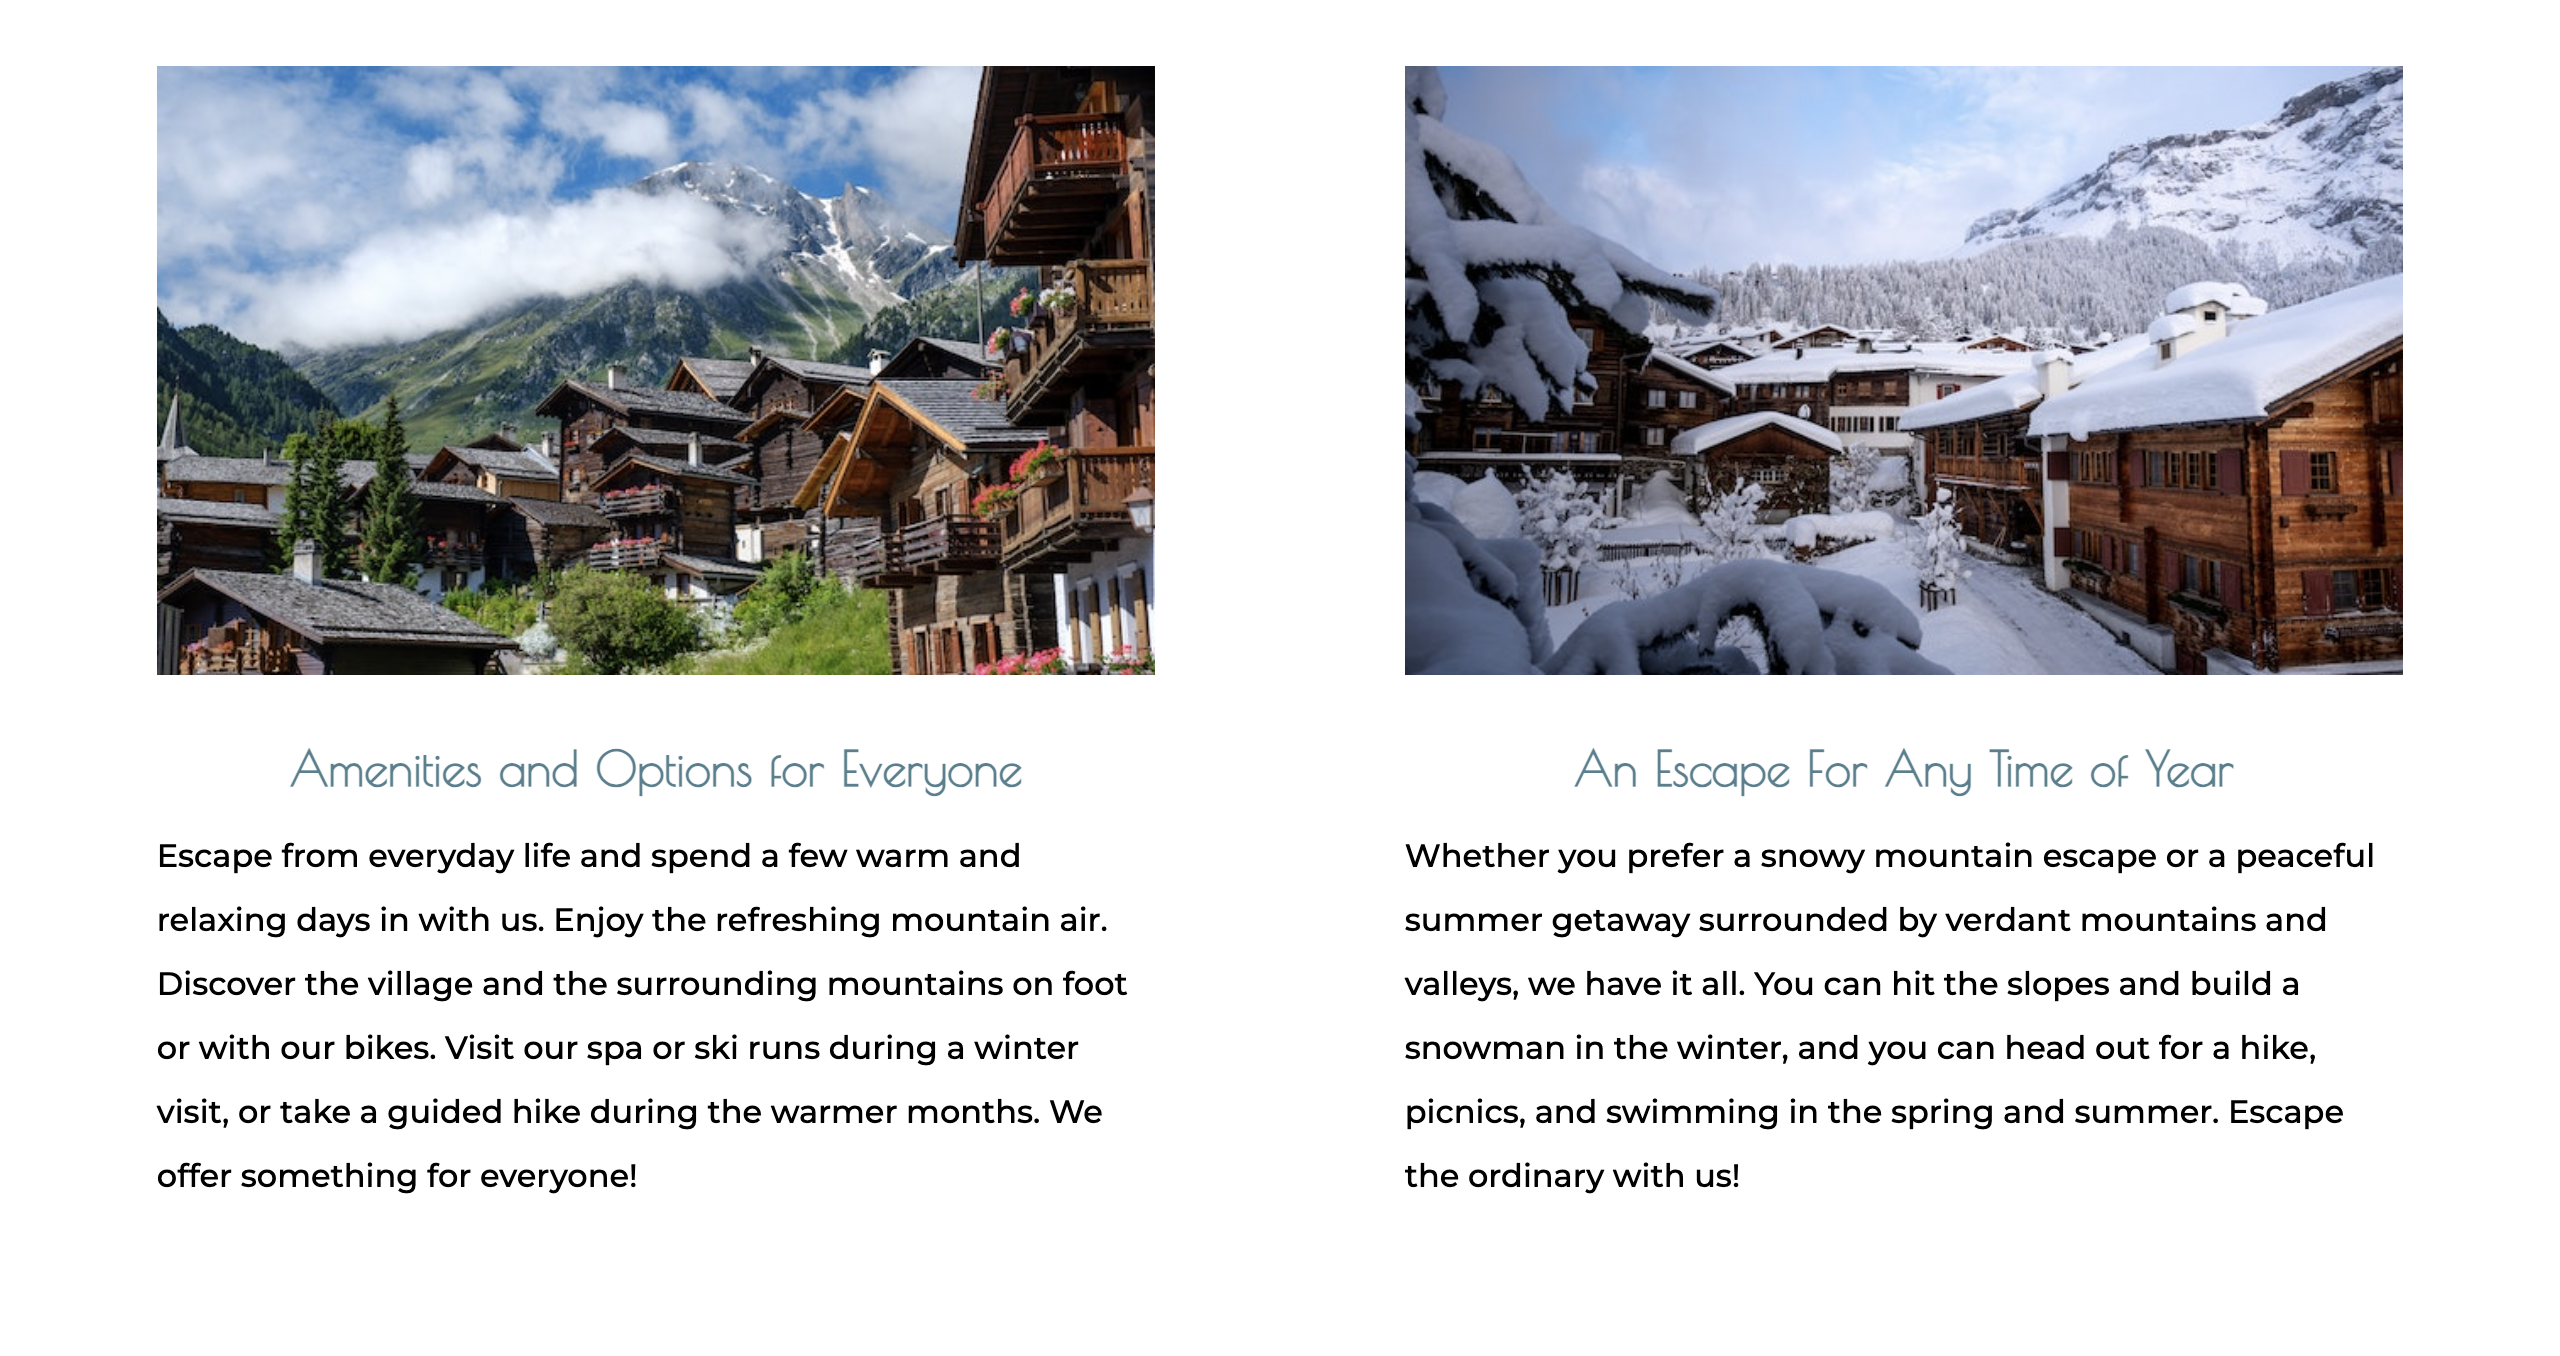 Amenities and Options for Everyone
Escape from everyday life and spend a few warm and
relaxing days in with us. Enjoy the refreshing mountain air.
Discover the village and the surrounding mountains on foot
or with our bikes. Visit our spa or ski runs during a winter
visit, or take a guided hike during the warmer months. We
offer something for everyone!
An Escape For Any Time of Year
Whether you prefer a snowy mountain escape or a peaceful
summer getaway surrounded by verdant mountains and
valleys, we have it all. You can hit the slopes and build a
snowman in the winter, and you can head out for a hike,
picnics, and swimming in the spring and summer. Escape
the ordinary with us!